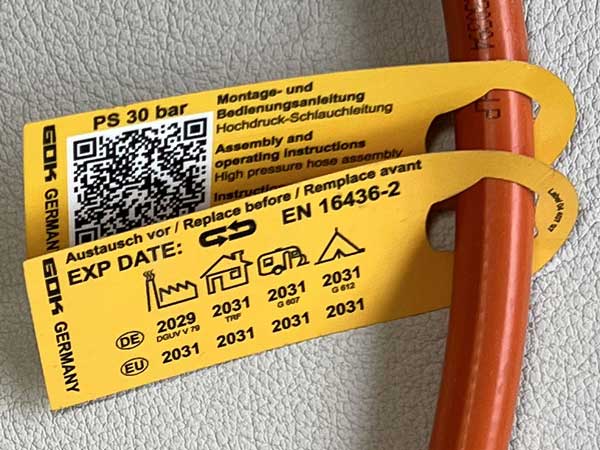 GOK GERMANY
PS 30 bar
Montage- und
Bedienungsanleitung
Hochdruck-Schlauchleitung
Assembly and
operating instructions
High pressure hose assembly
GOK GERMANY
Austausch vor / Replace before / Remplace avant
EXP DATE:
EN 16436-2
DE
2029
DGUV V 79
2031
TRF
2031
G 607
2031
G 612
EU
2031
2031
2031
2031